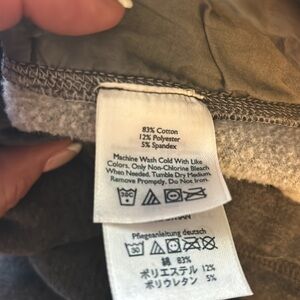 83% Cotton
12% Polyester
5% Spandex
Machine Wash Cold With Like
Colors. Only Non-Chlorine Bleach
When Needed. Tumble Dry Medium.
Remove Promptly. Do Not Iron.
Pflegeanleitung deutsch
綿 83%
ポリエステル 12%
ポリウレタン 5%